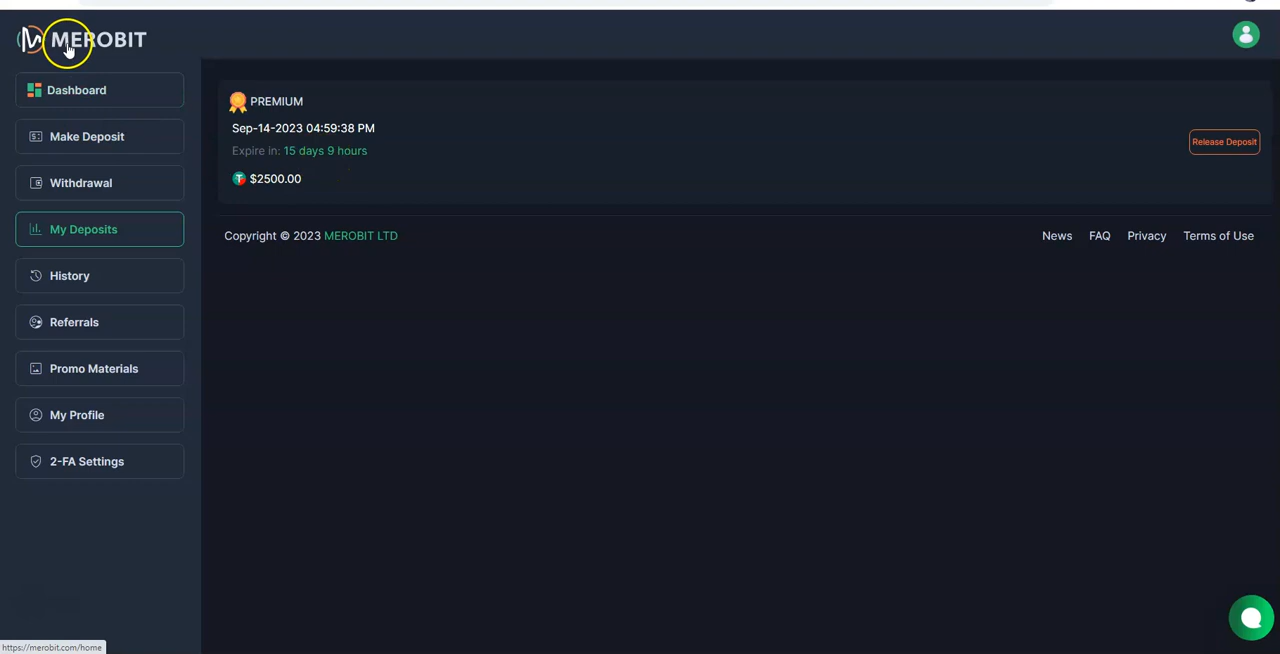 MEROBIT
Dashboard
Make Deposit
Withdrawal
My Deposits
History
Referrals
Promo Materials
My Profile
2-FA Settings
PREMIUM
Sep-14-2023 04:59:38 PM
Expire in: 15 days 9 hours
$2500.00
Release Deposit
Copyright © 2023 MEROBIT LTD
News FAQ Privacy Terms of Use
https://merobit.com/home